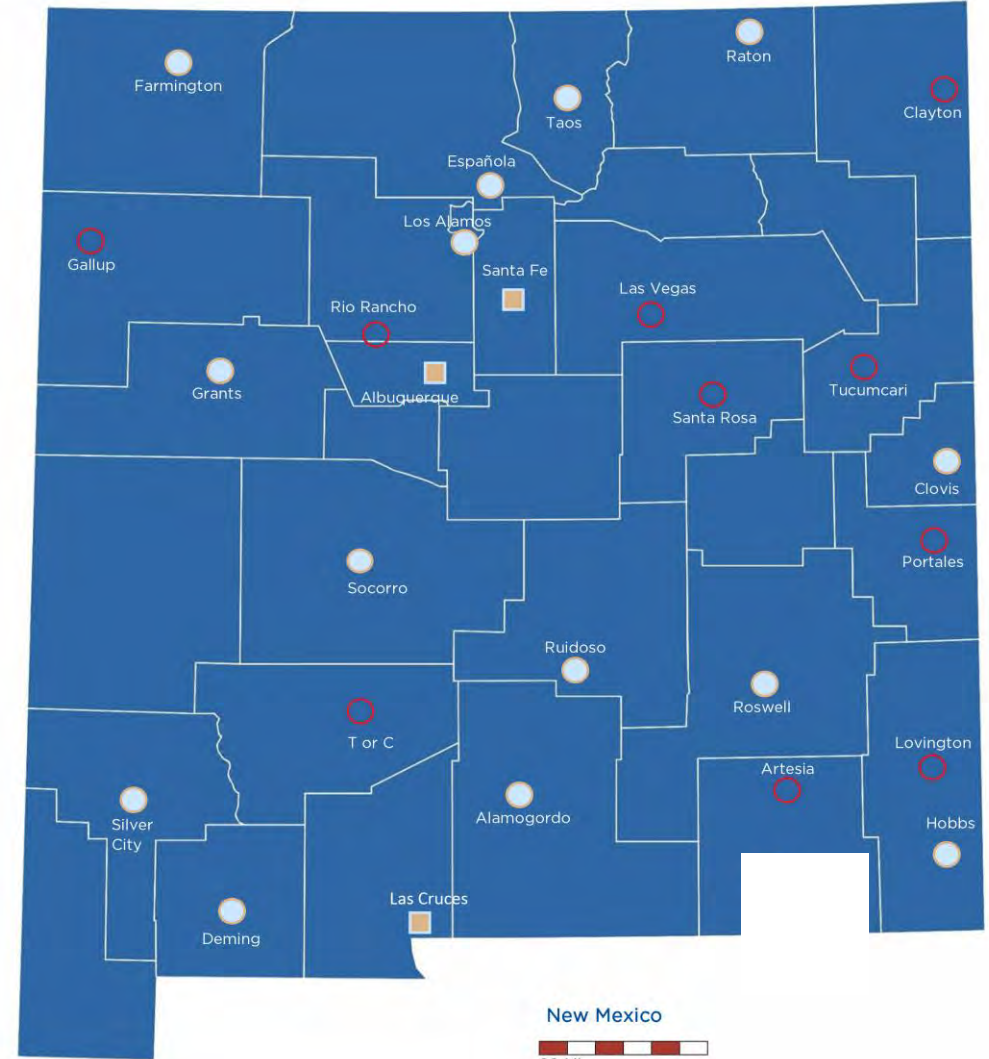 Raton
Farmington
Clayton
Taos
Española
Los Alamos
Gallup
Santa Fe
Las Vegas
Rio Rancho
Grants
Albuquerque
Tucumcari
Santa Rosa
Clovis
Portales
Socorro
Ruidoso
Roswell
T or C
Lovington
Artesia
Silver
City
Alamogordo
Hobbs
Las Cruces
Deming
New Mexico